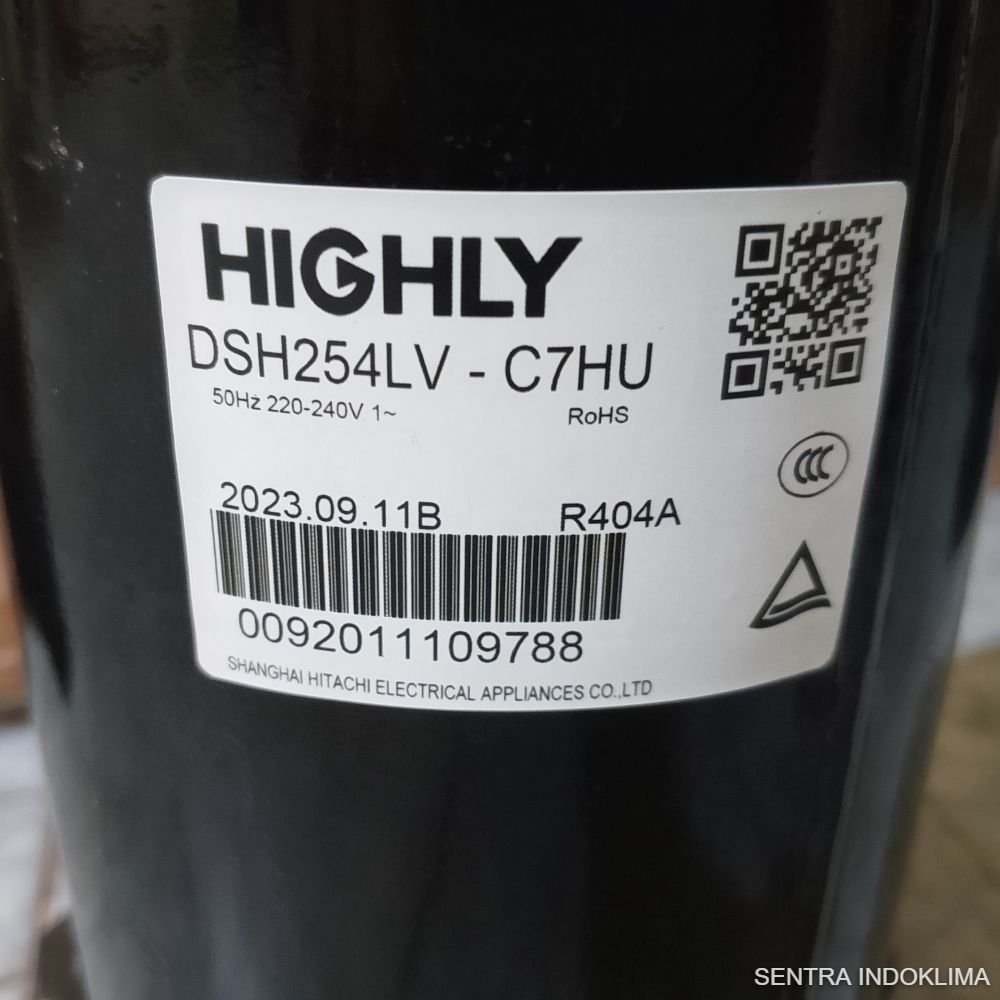 HIGHLY
DSH254LV - C7HU
50Hz 220-240V 1~ RoHS
CCC
2023.09.11B R404A
0092011109788
SHANGHAI HITACHI ELECTRICAL APPLIANCES CO.,LTD
SENTRA INDOKLIMA